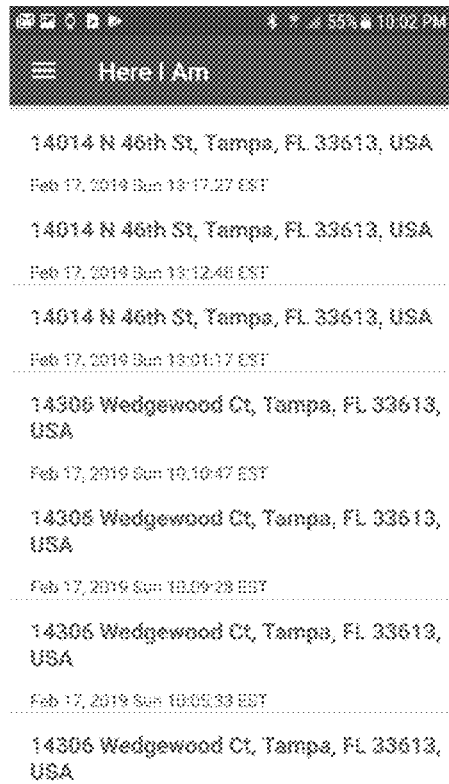 55% 10:02 PM
Here I Am
14014 N 46th St, Tampa, FL 33613, USA
Feb 17, 2019 Sun 13:17:27 EST
14014 N 46th St, Tampa, FL 33613, USA
Feb 17, 2019 Sun 13:12:46 EST
14014 N 46th St, Tampa, FL 33613, USA
Feb 17, 2019 Sun 13:01:17 EST
14306 Wedgewood Ct, Tampa, FL 33613,
USA
Feb 17, 2019 Sun 10:10:47 EST
14306 Wedgewood Ct, Tampa, FL 33613,
USA
Feb 17, 2019 Sun 10:09:28 EST
14306 Wedgewood Ct, Tampa, FL 33613,
USA
Feb 17, 2019 Sun 10:05:33 EST
14306 Wedgewood Ct, Tampa, FL 33613,
USA